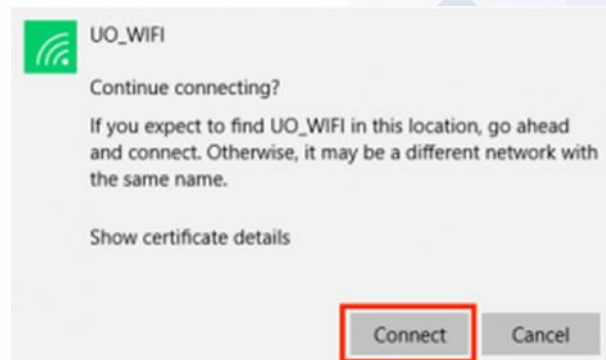 UO_WIFI
Continue connecting?
If you expect to find UO_WIFI in this location, go ahead
and connect. Otherwise, it may be a different network with
the same name.
Show certificate details
Connect Cancel